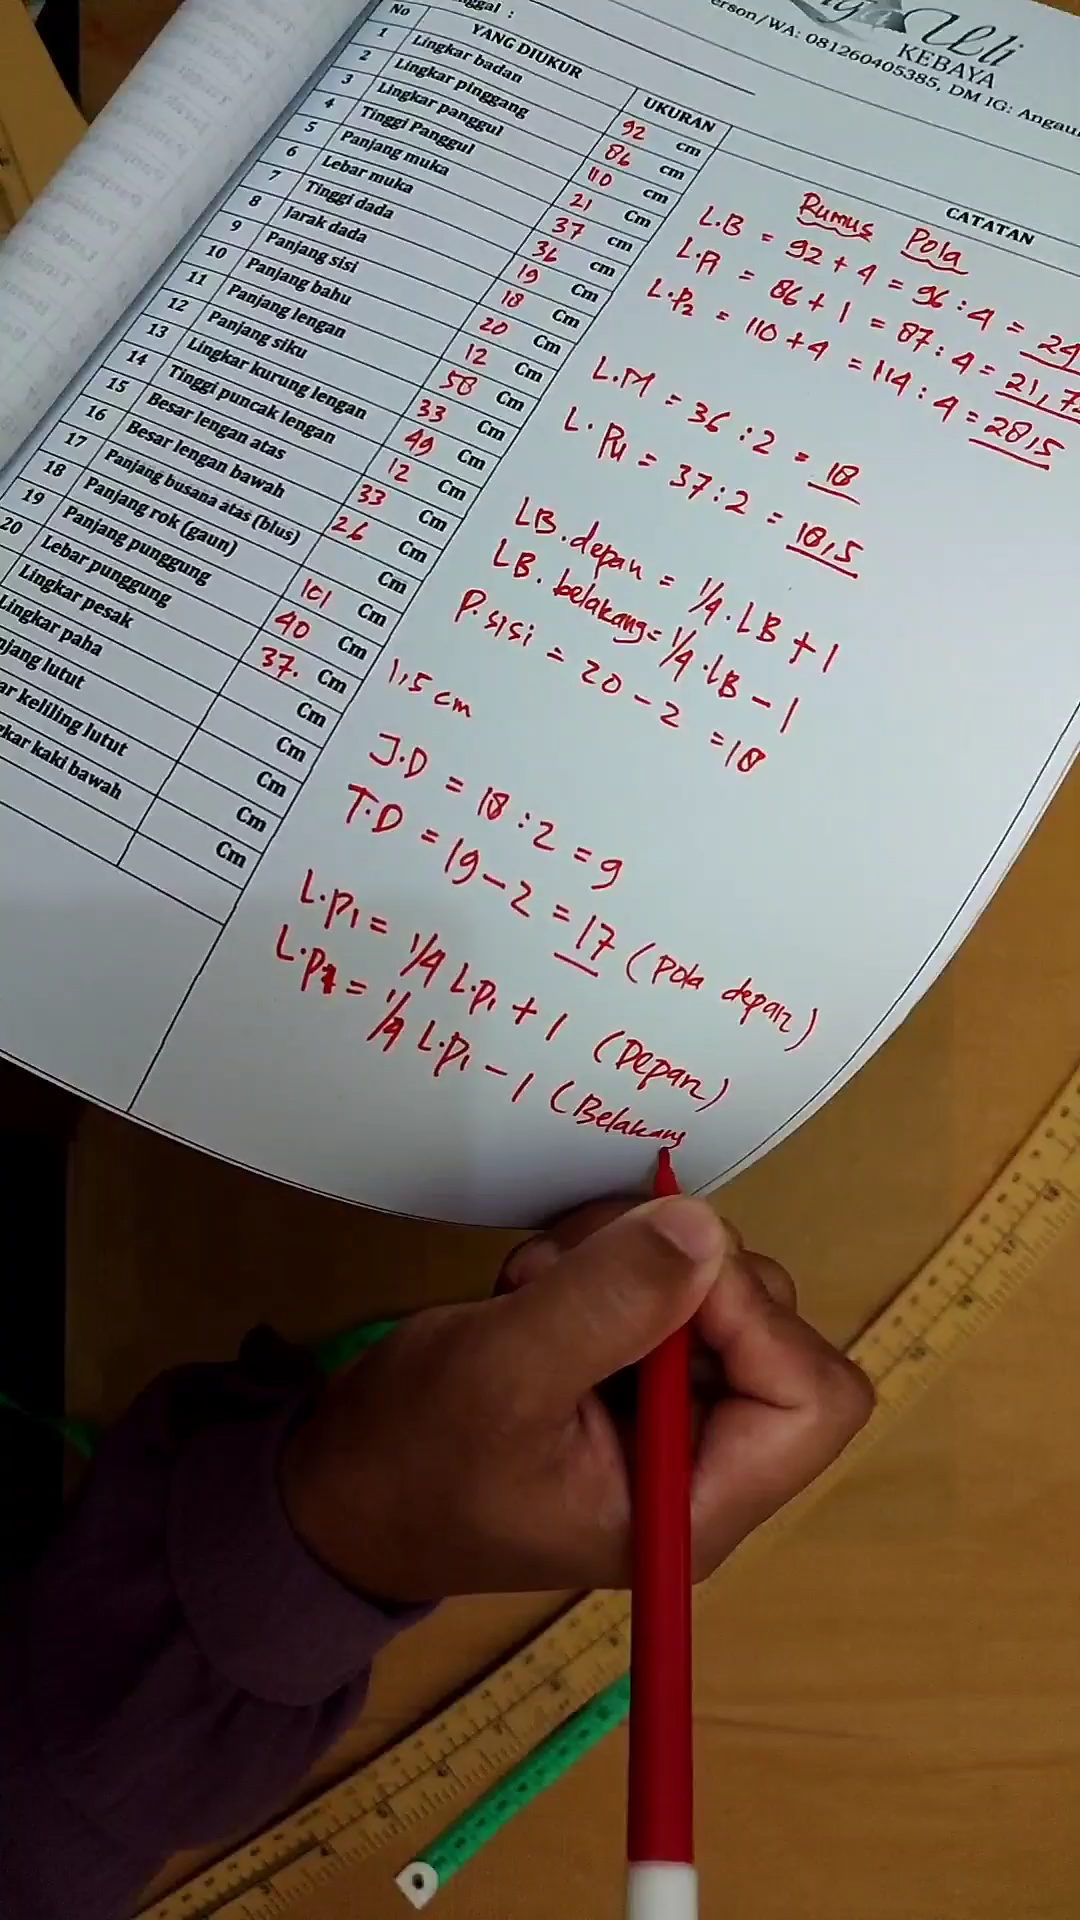 Uli
KEBAYA
erson/WA: 081260405385, DM IG: Angau
nggal :
No YANG DIUKUR UKURAN CATATAN
1 Lingkar badan 92 cm
2 Lingkar pinggang 86 cm
3 Lingkar panggul 110 cm
4 Tinggi Panggul 21 Cm
5 Panjang muka 37 cm
6 Lebar muka 36 cm
7 Tinggi dada 19 Cm
8 Jarak dada 18 Cm
9 Panjang sisi 20 Cm
10 Panjang bahu 12 Cm
11 Panjang lengan 58 Cm
12 Panjang siku 33 Cm
13 Lingkar kurung lengan 49 Cm
14 Tinggi puncak lengan 12 Cm
15 Besar lengan atas 33 Cm
16 Besar lengan bawah 26 Cm
17 Panjang busana atas (blus) Cm
18 Panjang rok (gaun) 101 Cm
19 Panjang punggung 40 Cm
20 Lebar punggung 37. Cm
Lingkar pesak Cm
Lingkar paha Cm
njang lutut Cm
ar keliling lutut Cm
gkar kaki bawah Cm
Rumus Pola
L.B = 92 + 4 = 96 : 4 = 24
L.P1 = 86 + 1 = 87 : 4 = 21,7
L.P2 = 110 + 4 = 114 : 4 = 28,5
L.M = 36 : 2 = 18
L.PU = 37 : 2 = 18,5
LB.depan = 1/4 . LB + 1
LB. belakang = 1/4 . LB - 1
P.sisi = 20 - 2 = 18
1,5 cm
J.D = 18 : 2 = 9
T.D = 19 - 2 = 17 (Pola depan)
L.P1 = 1/4 L.P1 + 1 (Depan)
L.P1 = 1/4 L.P1 - 1 (Belakang